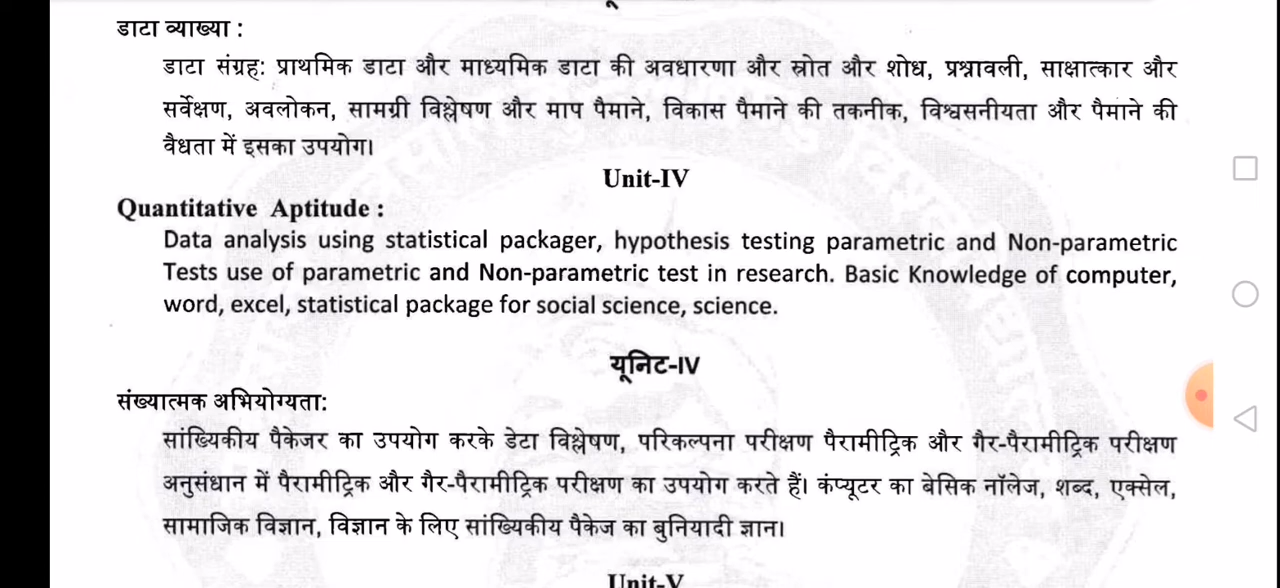 डाटा व्याख्या :
डाटा संग्रह: प्राथमिक डाटा और माध्यमिक डाटा की अवधारणा और स्रोत और शोध, प्रश्नावली, साक्षात्कार और
सर्वेक्षण, अवलोकन, सामग्री विश्लेषण और माप पैमाने, विकास पैमाने की तकनीक, विश्वसनीयता और पैमाने की
वैधता में इसका उपयोग।
Unit-IV
Quantitative Aptitude :
Data analysis using statistical packager, hypothesis testing parametric and Non-parametric
Tests use of parametric and Non-parametric test in research. Basic Knowledge of computer,
word, excel, statistical package for social science, science.
यूनिट-IV
संख्यात्मक अभियोग्यता:
सांख्यिकीय पैकेजर का उपयोग करके डेटा विश्लेषण, परिकल्पना परीक्षण पैरामीट्रिक और गैर-पैरामीट्रिक परीक्षण
अनुसंधान में पैरामीट्रिक और गैर-पैरामीट्रिक परीक्षण का उपयोग करते हैं। कंप्यूटर का बेसिक नॉलेज, शब्द, एक्सेल,
सामाजिक विज्ञान, विज्ञान के लिए सांख्यिकीय पैकेज का बुनियादी ज्ञान।
Unit-V